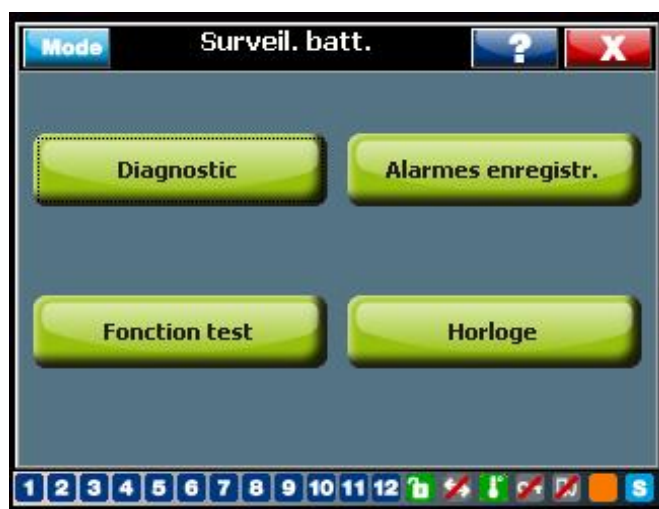 Mode Surveil. batt. ? X
Diagnostic Alarmes enregistr.
Fonction test Horloge
1 2 3 4 5 6 7 8 9 10 11 12 S